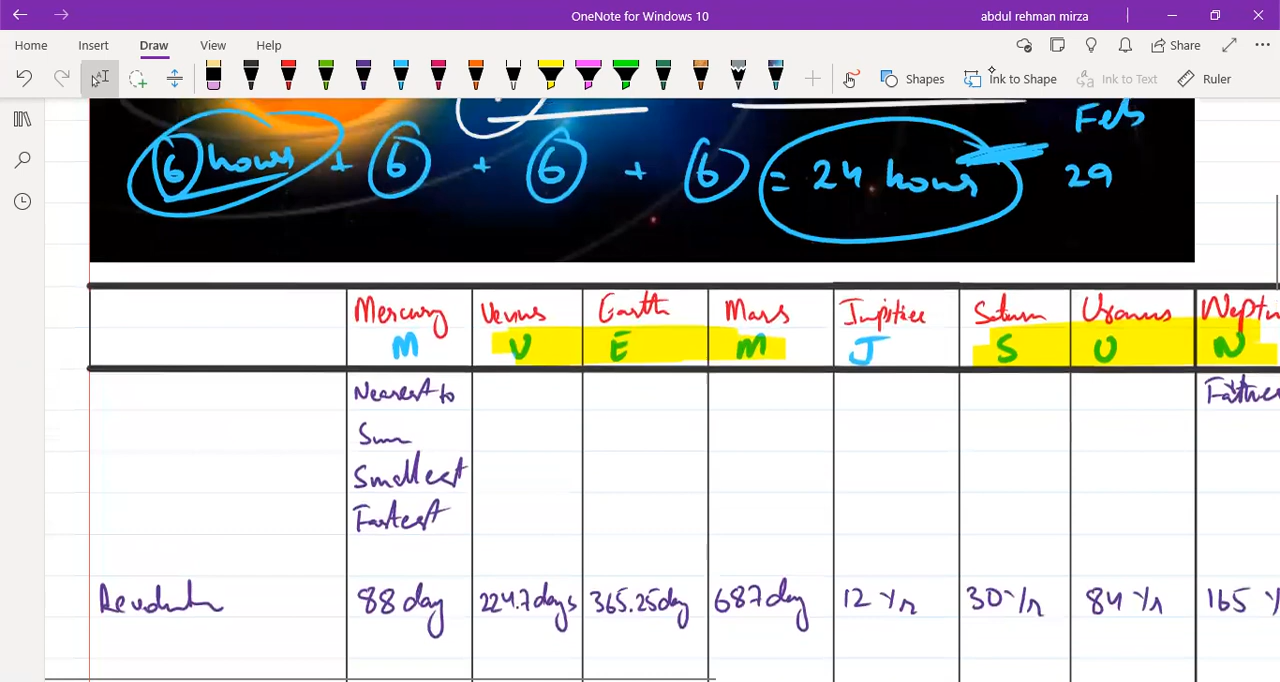 OneNote for Windows 10
abdul rehman mirza
Home Insert Draw View Help
Share
Shapes Ink to Shape Ink to Text Ruler
Feb
6 hours + 6 + 6 + 6 = 24 hours 29
Mercury Venus Earth Mars Jupiter Saturn Uranus Neptun
M V E M J S U N
Nearest to Farthes
Sun
Smallest
Fastest
Revolution 88 day 224.7 days 365.25 day 687 day 12 Yr 30 Yr 84 Yr 165 Y